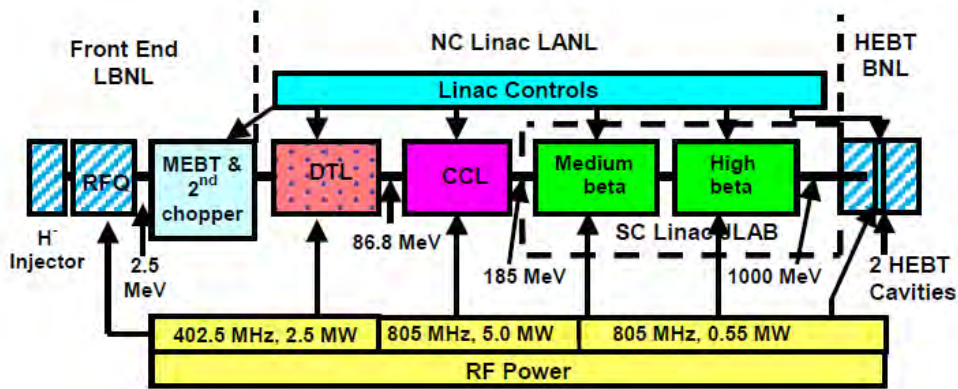 Front End
LBNL
NC Linac LANL
HEBT
BNL
Linac Controls
RFQ
MEBT &
2nd
chopper
DTL
CCL
Medium
beta
High
beta
H-
Injector
2.5
MeV
86.8 MeV
185 MeV
SC Linac JLAB
1000 MeV
2 HEBT
Cavities
402.5 MHz, 2.5 MW
805 MHz, 5.0 MW
805 MHz, 0.55 MW
RF Power